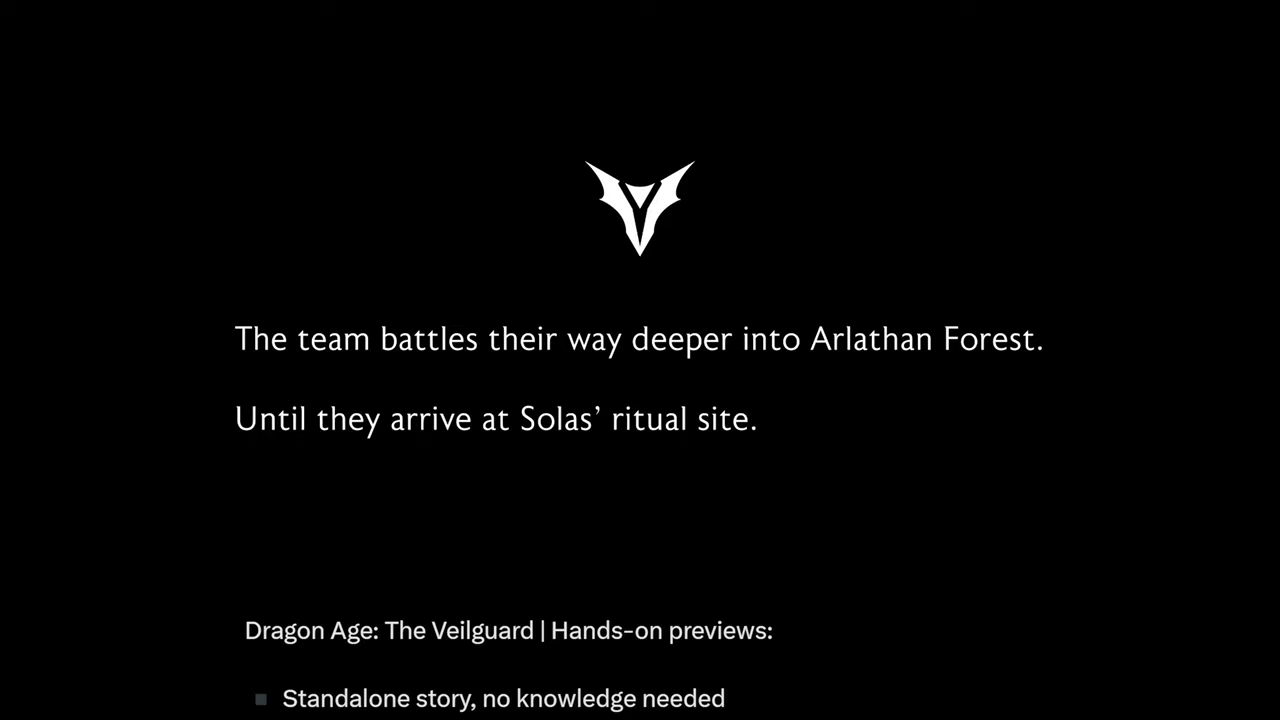 The team battles their way deeper into Arlathan Forest.
Until they arrive at Solas’ ritual site.
Dragon Age: The Veilguard | Hands-on previews:
Standalone story, no knowledge needed